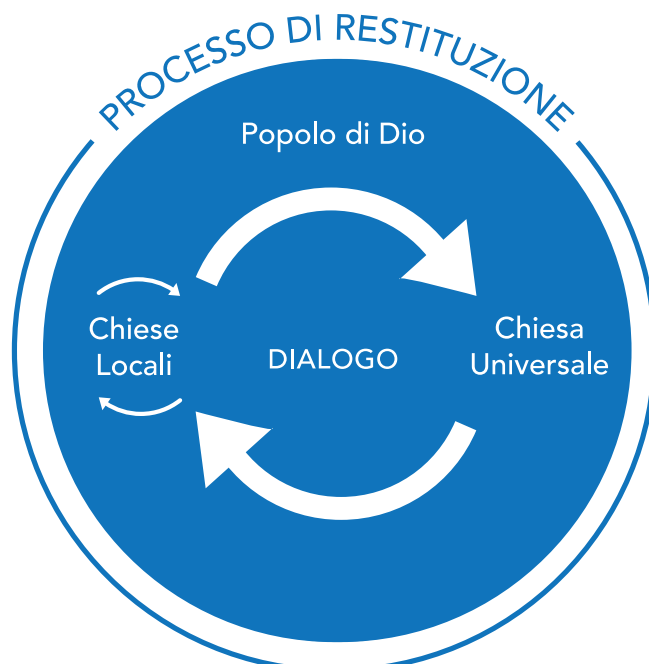 PROCESSO DI RESTITUZIONE
Popolo di Dio
Chiese
Locali
DIALOGO
Chiesa
Universale